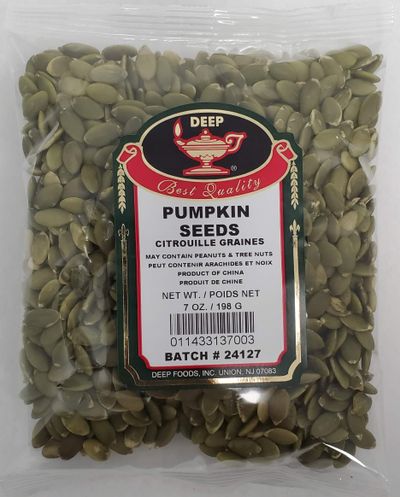 DEEP
®
Best Quality
PUMPKIN
SEEDS
CITROUILLE GRAINES
MAY CONTAIN PEANUTS & TREE NUTS
PEUT CONTENIR ARACHIDES ET NOIX
PRODUCT OF CHINA
PRODUIT DE CHINE
NET WT. / POIDS NET
7 OZ. / 198 G
011433137003
BATCH # 24127
DEEP FOODS, INC. UNION, NJ 07083